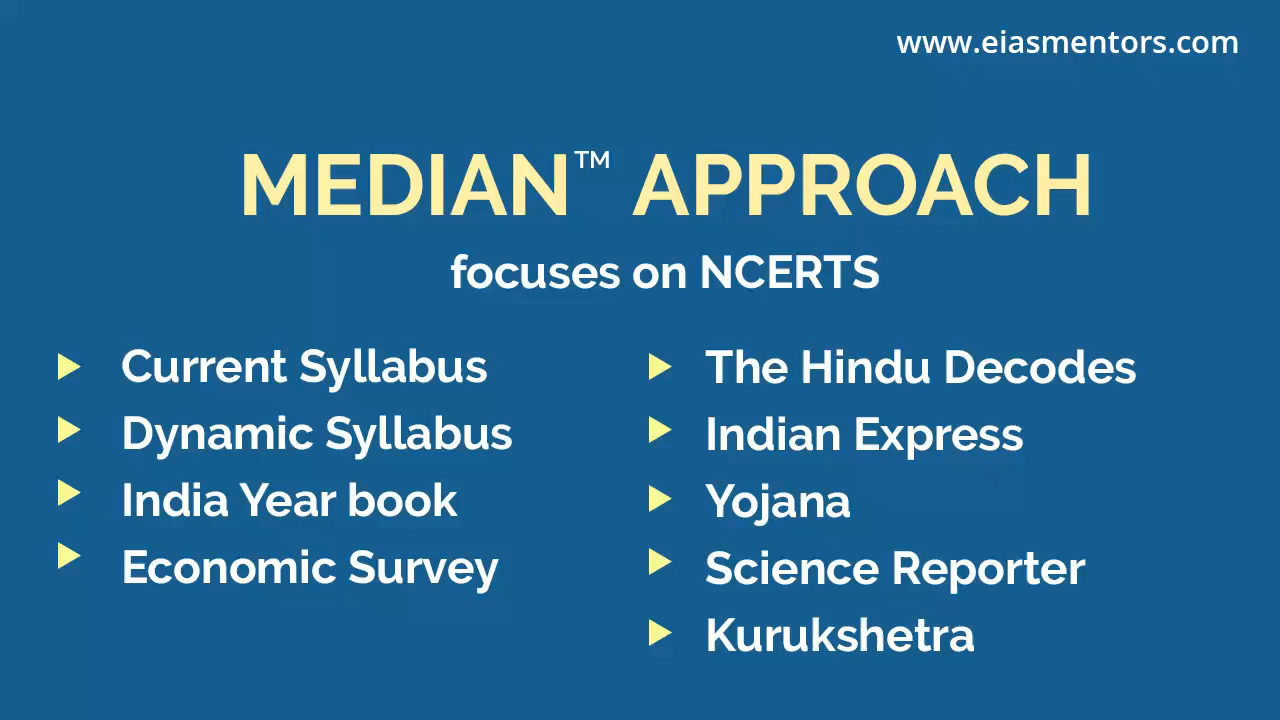 www.eiasmentors.com
MEDIAN™ APPROACH
focuses on NCERTS
Current Syllabus
Dynamic Syllabus
India Year book
Economic Survey
The Hindu Decodes
Indian Express
Yojana
Science Reporter
Kurukshetra